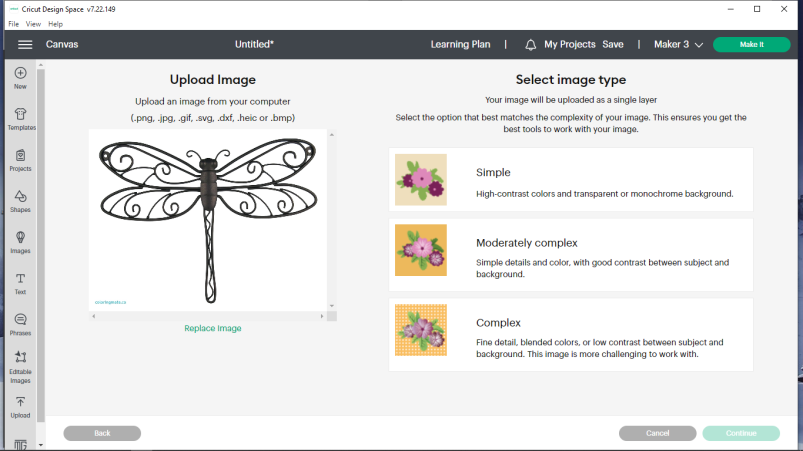 Cricut Design Space v7.22.149
File View Help
Canvas
Untitled*
Learning Plan | My Projects Save | Maker 3
Make It
New
Templates
Projects
Shapes
Images
Text
Phrases
Editable
Images
Upload
Upload Image
Upload an image from your computer
(.png, .jpg, .gif, .svg, .dxf, .heic or .bmp)
Replace Image
Select image type
Your image will be uploaded as a single layer
Select the option that best matches the complexity of your image. This ensures you get the
best tools to work with your image.
Simple
High-contrast colors and transparent or monochrome background.
Moderately complex
Simple details and color, with good contrast between subject and
background.
Complex
Fine detail, blended colors, or low contrast between subject and
background. This image is more challenging to work with.
Back
Cancel
Continue